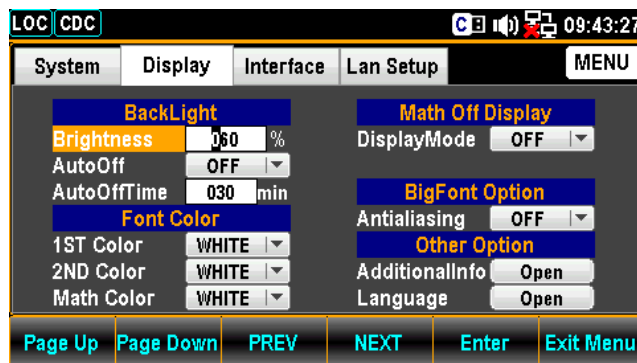 LOC CDC C 09:43:27
System Display Interface Lan Setup MENU
BackLight
Brightness 060 %
AutoOff OFF
AutoOffTime 030 min
Font Color
1ST Color WHITE
2ND Color WHITE
Math Color WHITE
Math Off Display
DisplayMode OFF
BigFont Option
Antialiasing OFF
Other Option
AdditionalInfo Open
Language Open
Page Up Page Down PREV NEXT Enter Exit Menu